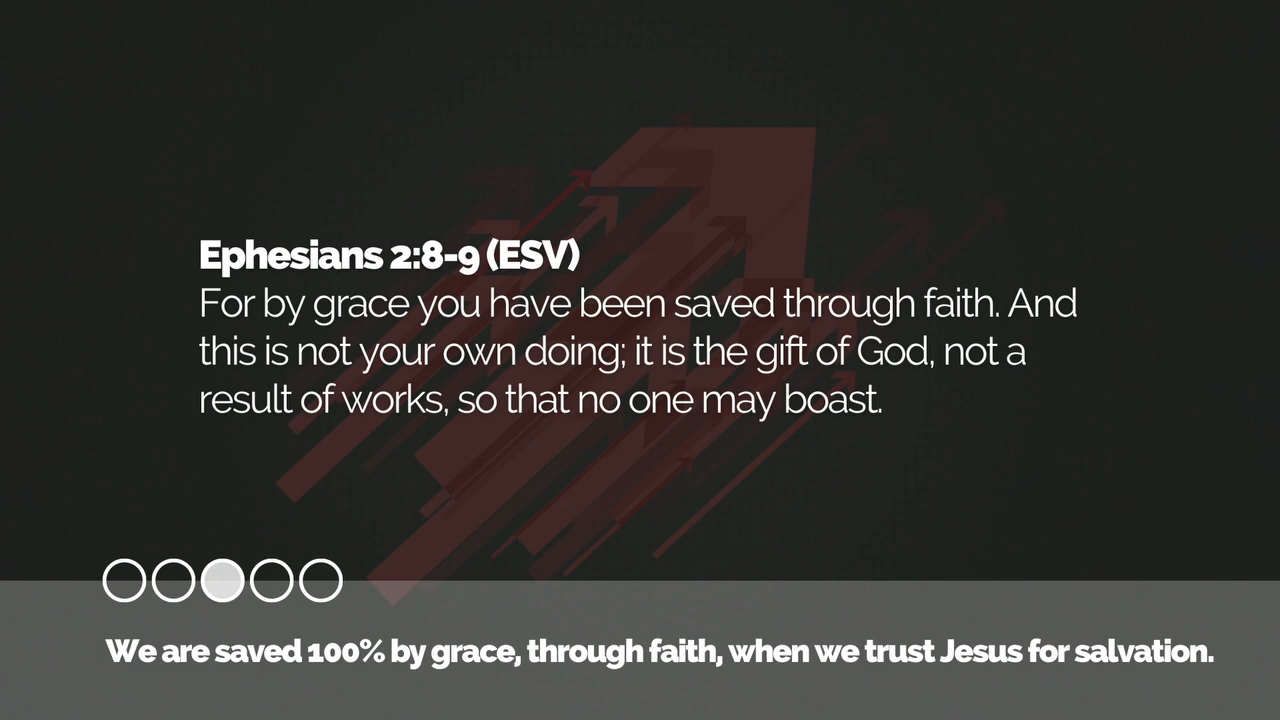 Ephesians 2:8-9 (ESV)
For by grace you have been saved through faith. And
this is not your own doing; it is the gift of God, not a
result of works, so that no one may boast.
We are saved 100% by grace, through faith, when we trust Jesus for salvation.